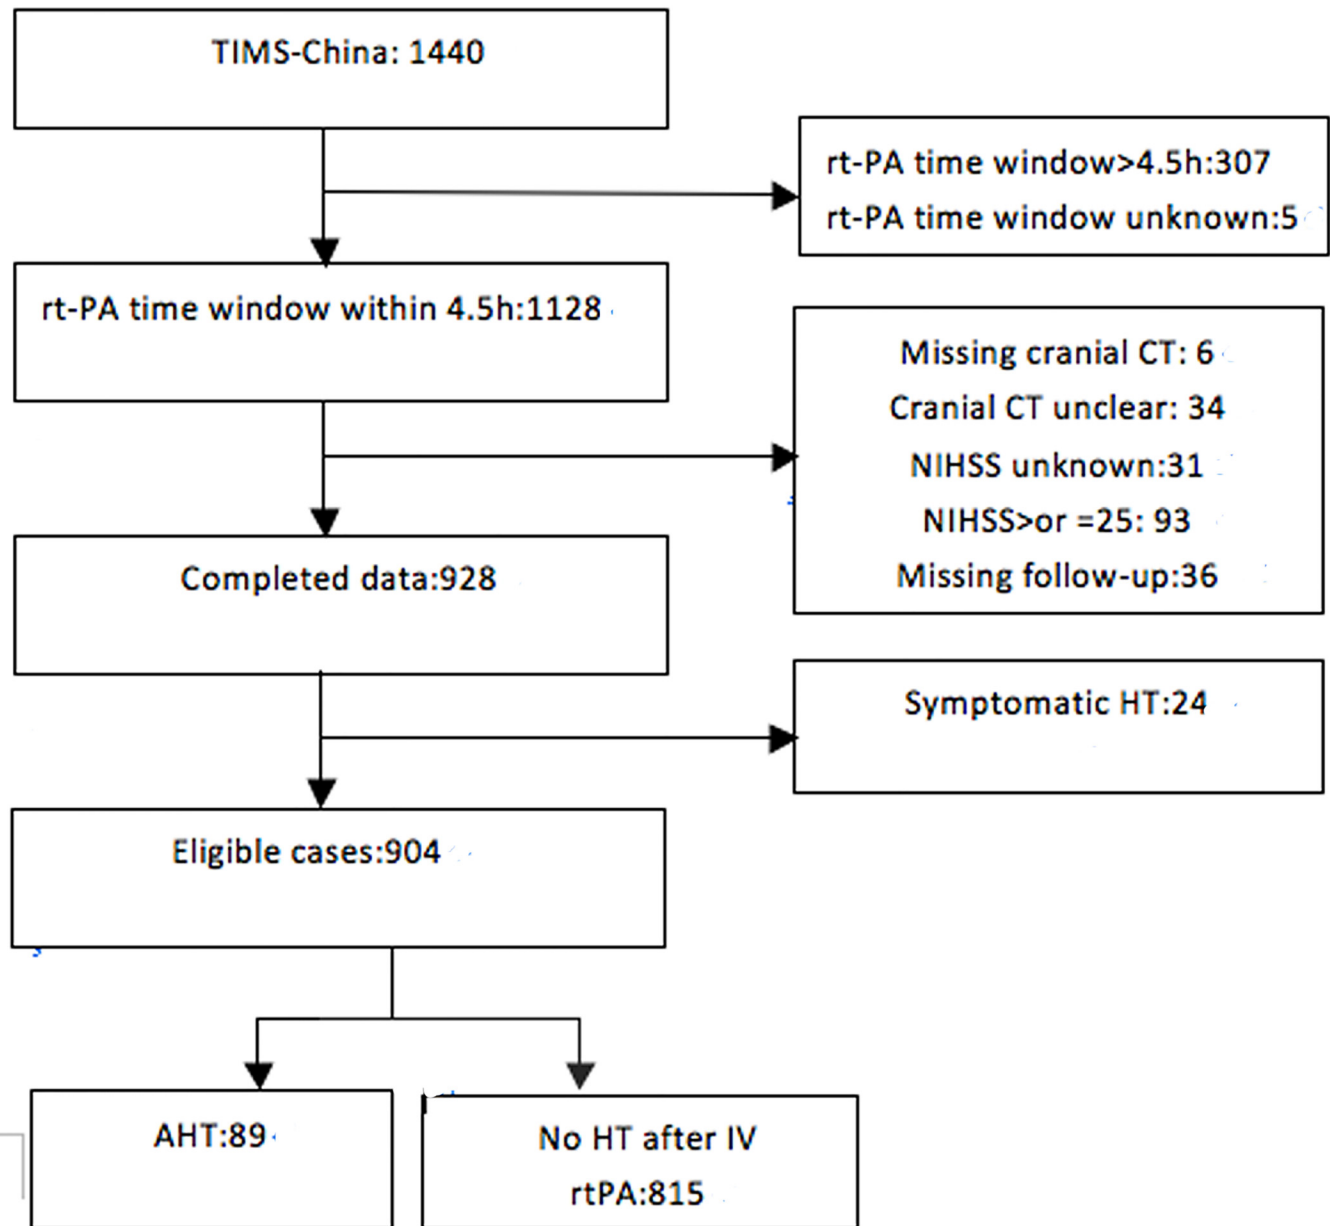 TIMS-China: 1440
rt-PA time window>4.5h:307
rt-PA time window unknown:5
rt-PA time window within 4.5h:1128
Missing cranial CT: 6
Cranial CT unclear: 34
NIHSS unknown:31
NIHSS>or =25: 93
Missing follow-up:36
Completed data:928
Symptomatic HT:24
Eligible cases:904
AHT:89
No HT after IV
rtPA:815